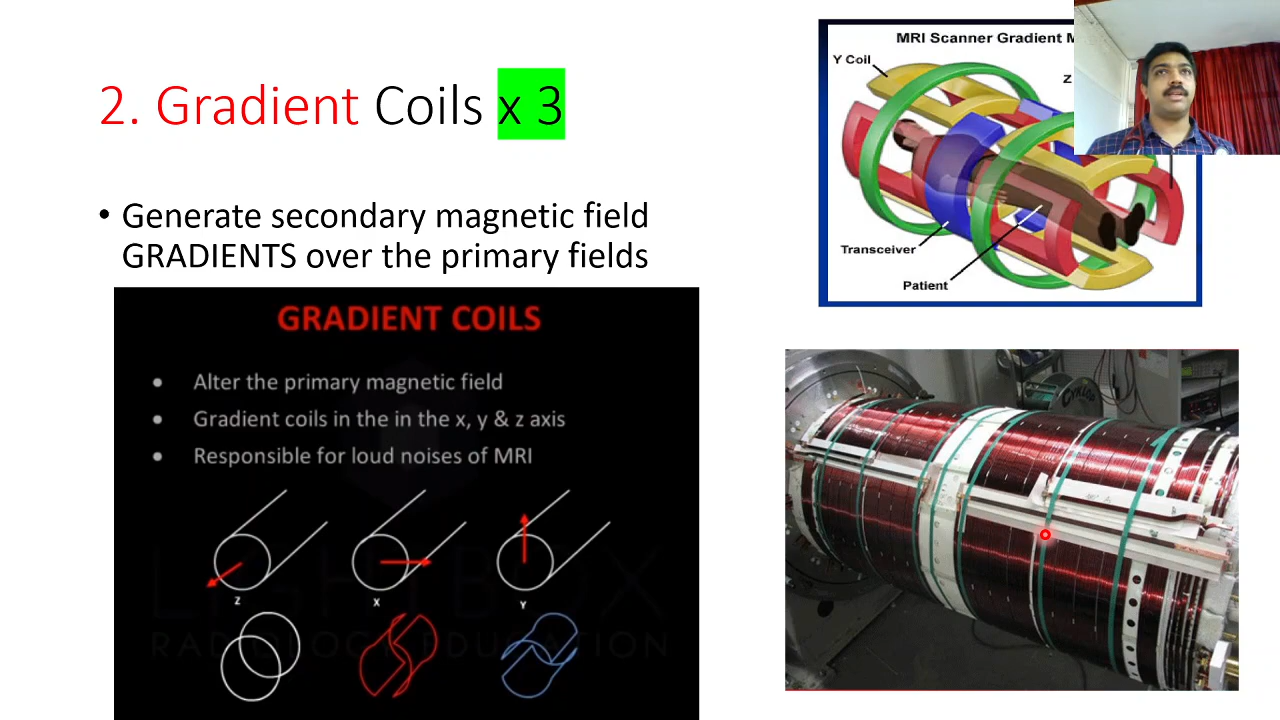 2. Gradient Coils x 3
• Generate secondary magnetic field
GRADIENTS over the primary fields
GRADIENT COILS
• Alter the primary magnetic field
• Gradient coils in the in the x, y & z axis
• Responsible for loud noises of MRI
Z
X
Y
RADIOLOGY EDUCATION
MRI Scanner Gradient M
Y Coil
Z
Transceiver
Patient